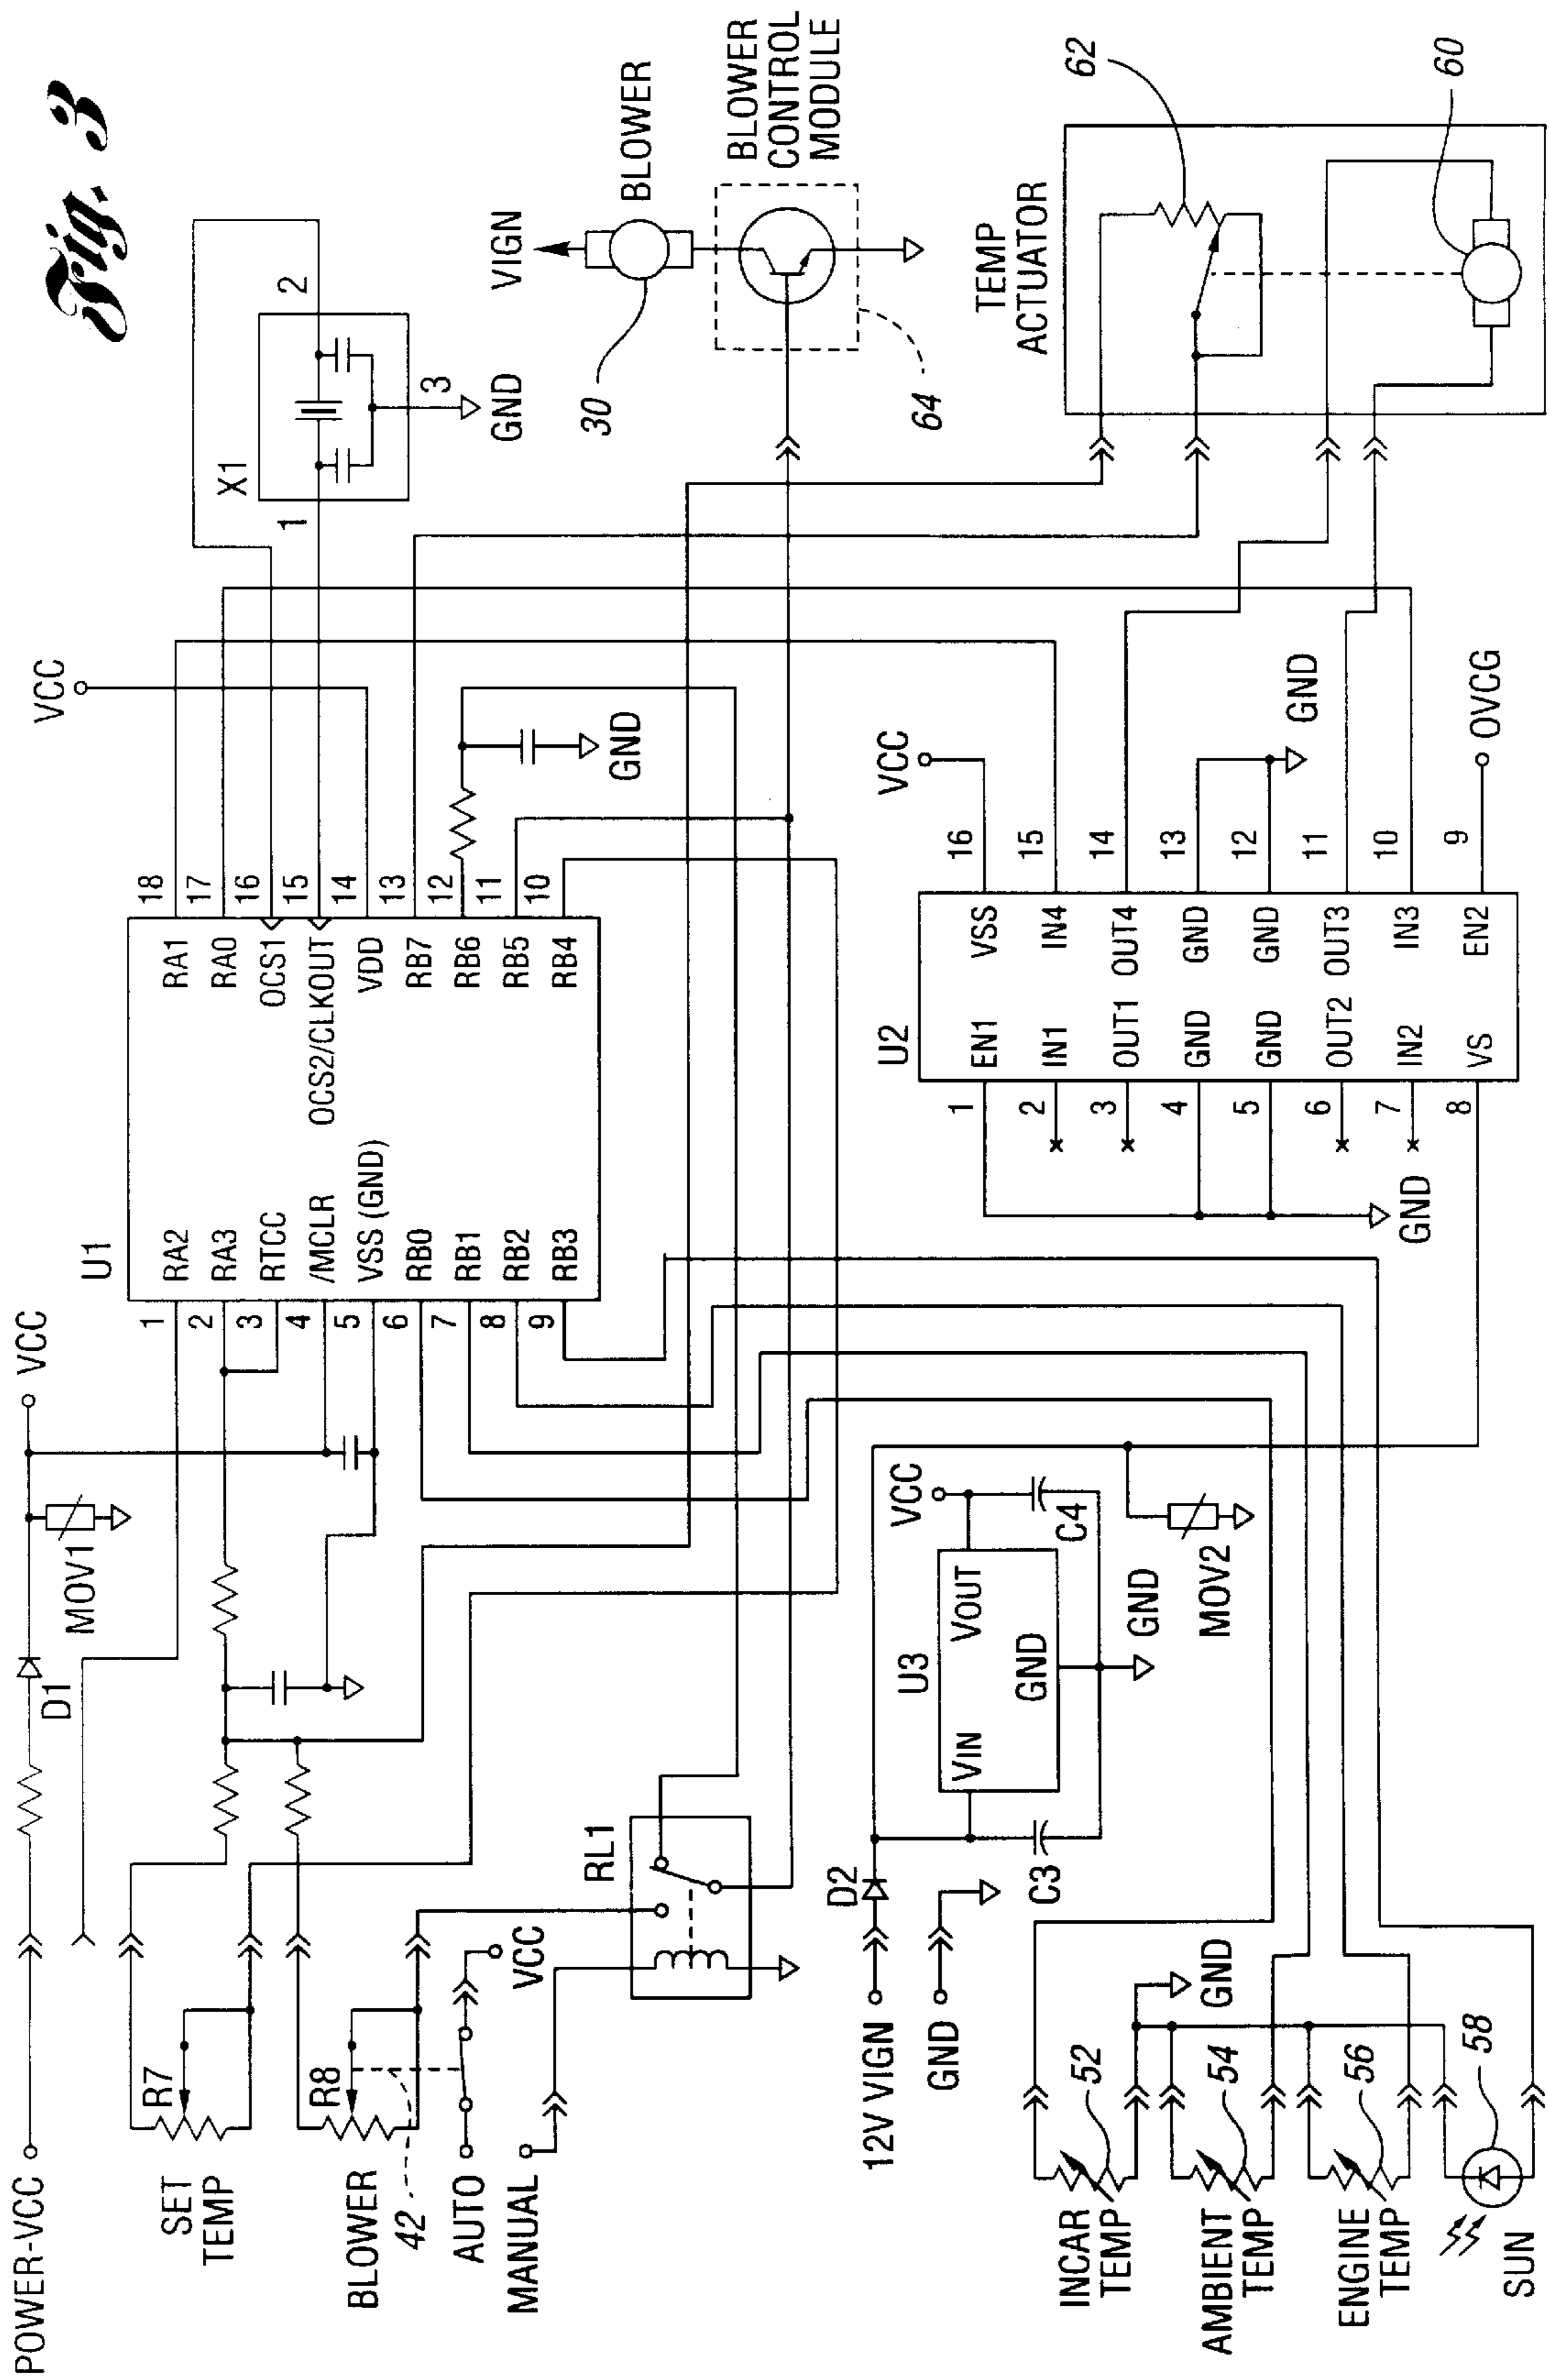 Fig. 3
POWER-VCC
D1
MOV1
VCC
SET
TEMP
R7
BLOWER
R8
42
AUTO
MANUAL
VCC
RL1
U1
1
2
3
4
5
6
7
8
9
RA2
RA3
RTCC
/MCLR
VSS (GND)
RB0
RB1
RB2
RB3
RA1
RA0
OCS1
OCS2/CLKOUT
VDD
RB7
RB6
RB5
RB4
18
17
16
15
14
13
12
11
10
VCC
GND
X1
1
2
3
GND
VIGN
BLOWER
30
BLOWER
CONTROL
MODULE
64
TEMP
ACTUATOR
62
60
12V VIGN
D2
GND
C3
U3
VIN
VOUT
GND
VCC
C4
GND
MOV2
U2
1
2
3
4
5
6
7
8
EN1
IN1
OUT1
GND
GND
OUT2
IN2
VS
VSS
IN4
OUT4
GND
GND
OUT3
IN3
EN2
16
15
14
13
12
11
10
9
VCC
GND
OVCG
GND
INCAR
TEMP
52
GND
AMBIENT
TEMP
54
ENGINE
TEMP
56
SUN
58